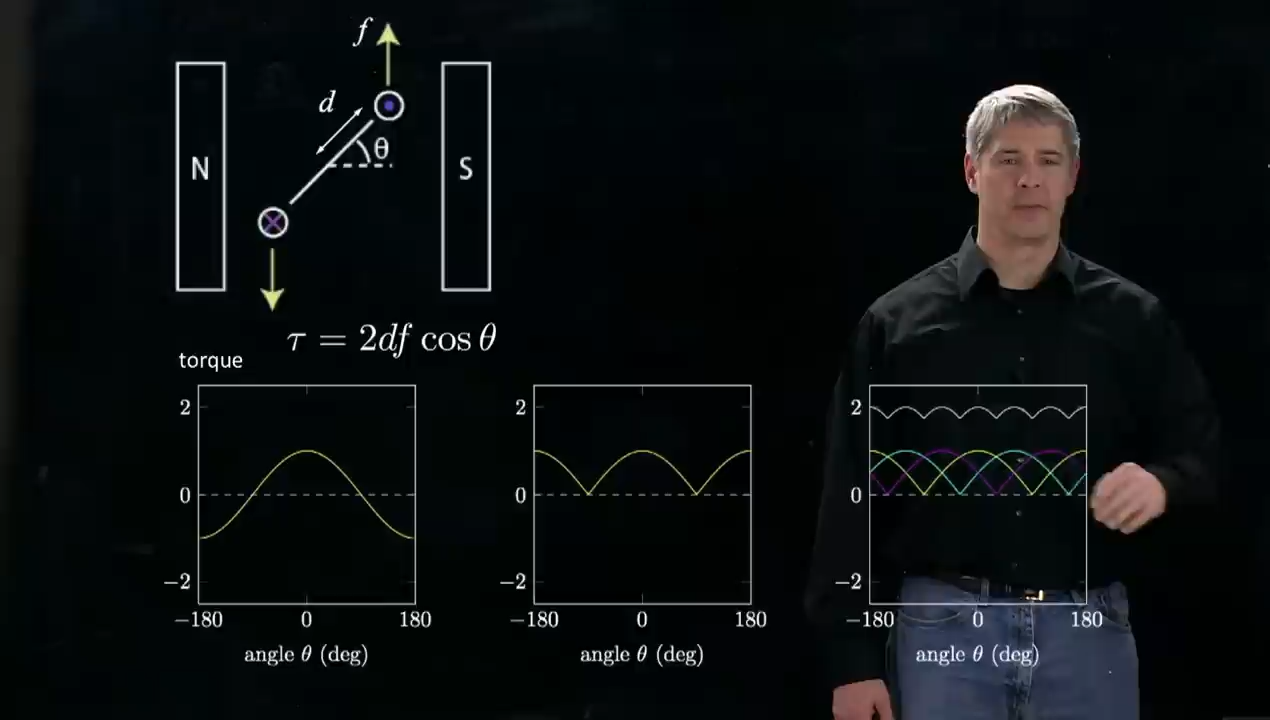 f
d
θ
N
S
τ = 2df cos θ
torque
2
0
−2
−180 0 180
angle θ (deg)
2
0
−2
−180 0 180
angle θ (deg)
2
0
−2
−180 0 180
angle θ (deg)